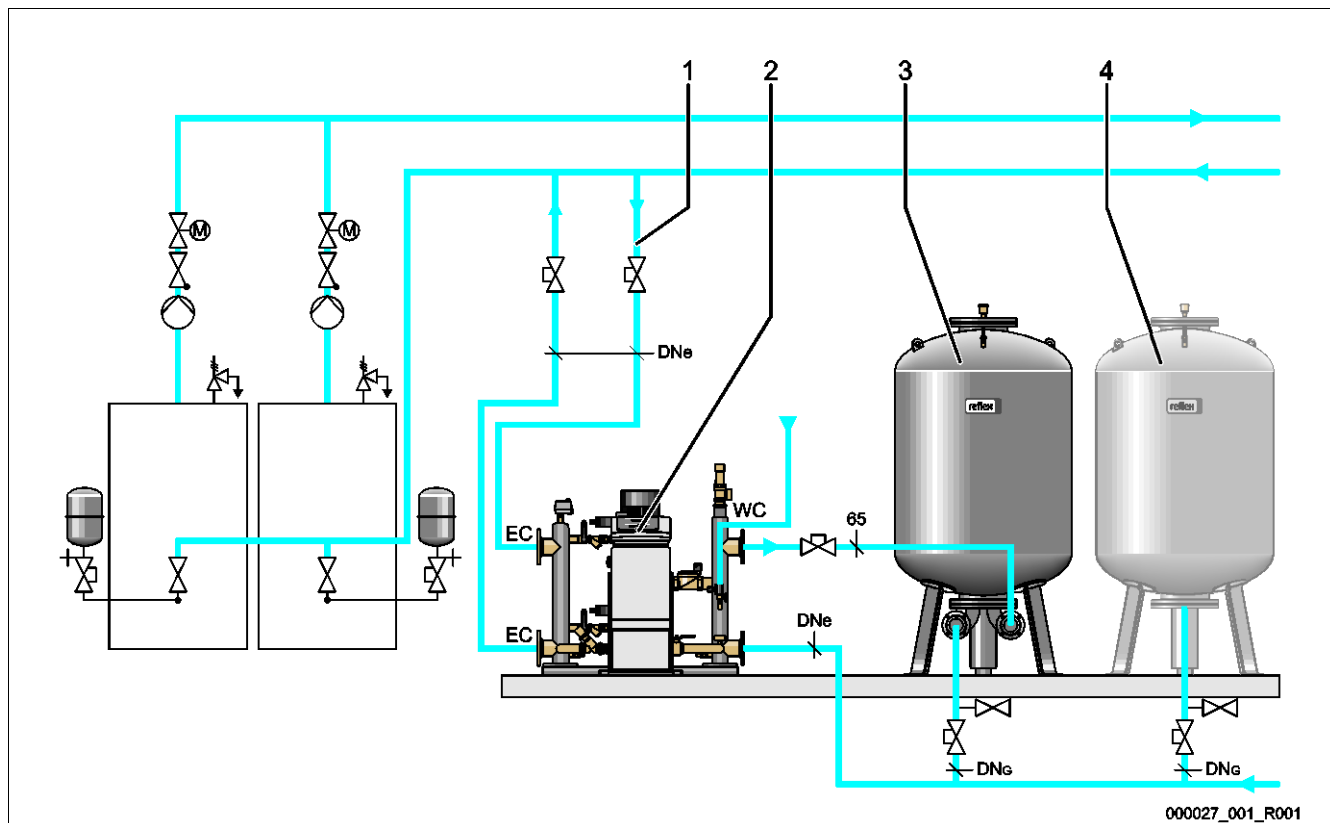 1
2
3
4
M
M
DNe
reflex
reflex
EC
WC
65
EC
DNe
DNG
DNG
000027_001_R001